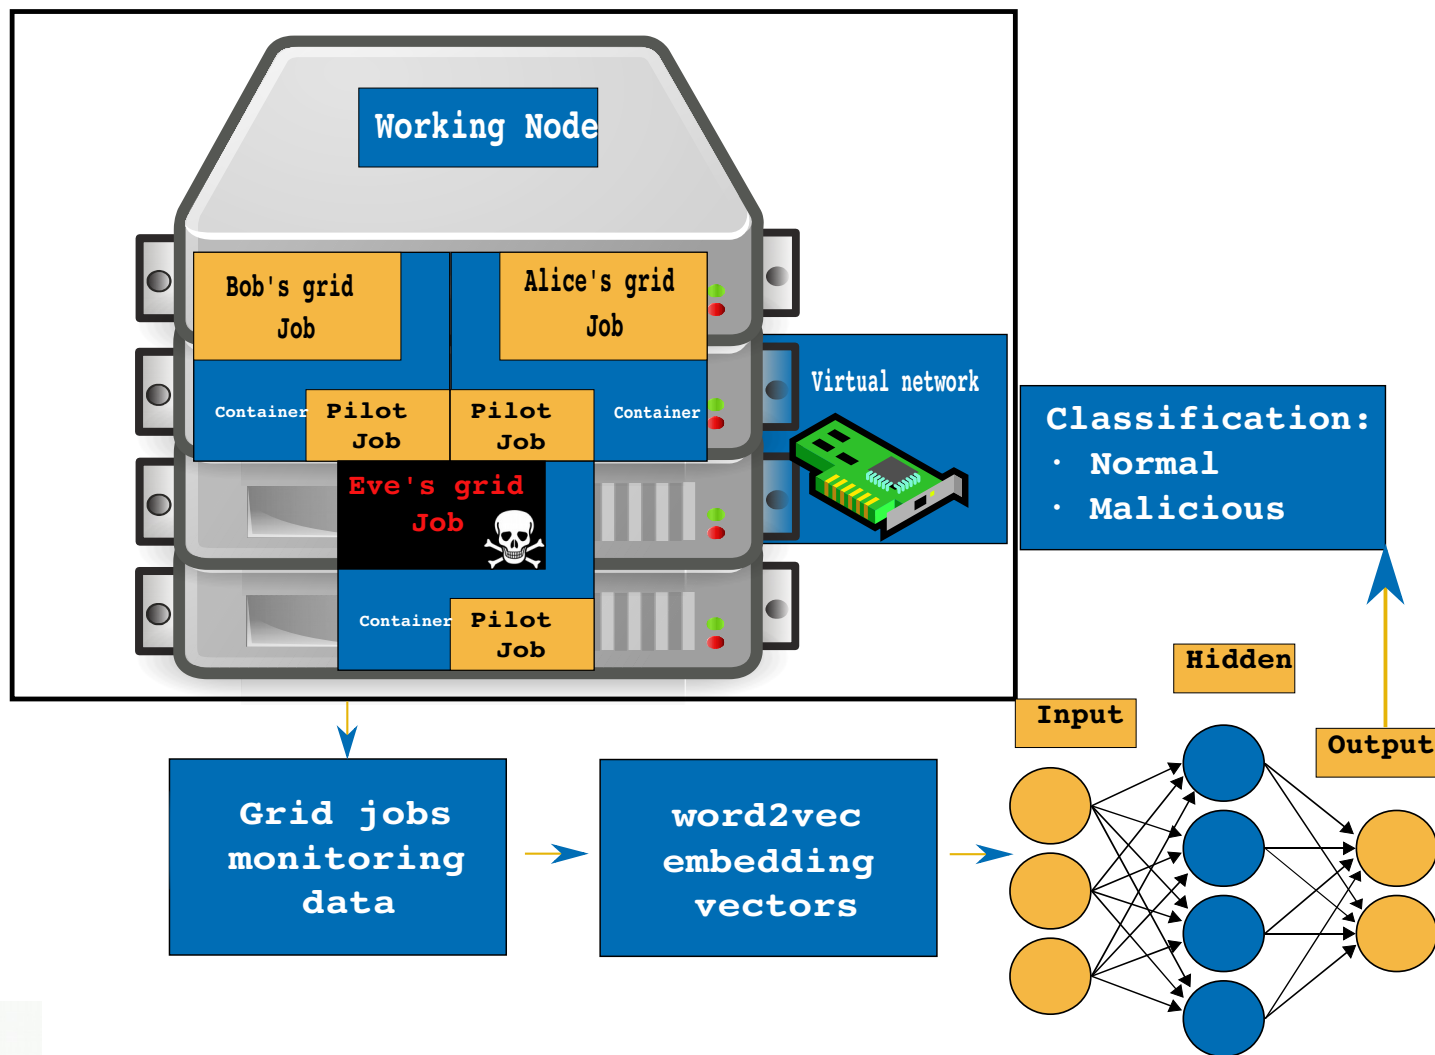 Working Node
Bob's grid
Job
Alice's grid
Job
Container
Pilot
Job
Pilot
Job
Container
Virtual network
Eve's grid
Job
Container
Pilot
Job
Classification:
· Normal
· Malicious
Hidden
Input
Output
Grid jobs
monitoring
data
word2vec
embedding
vectors